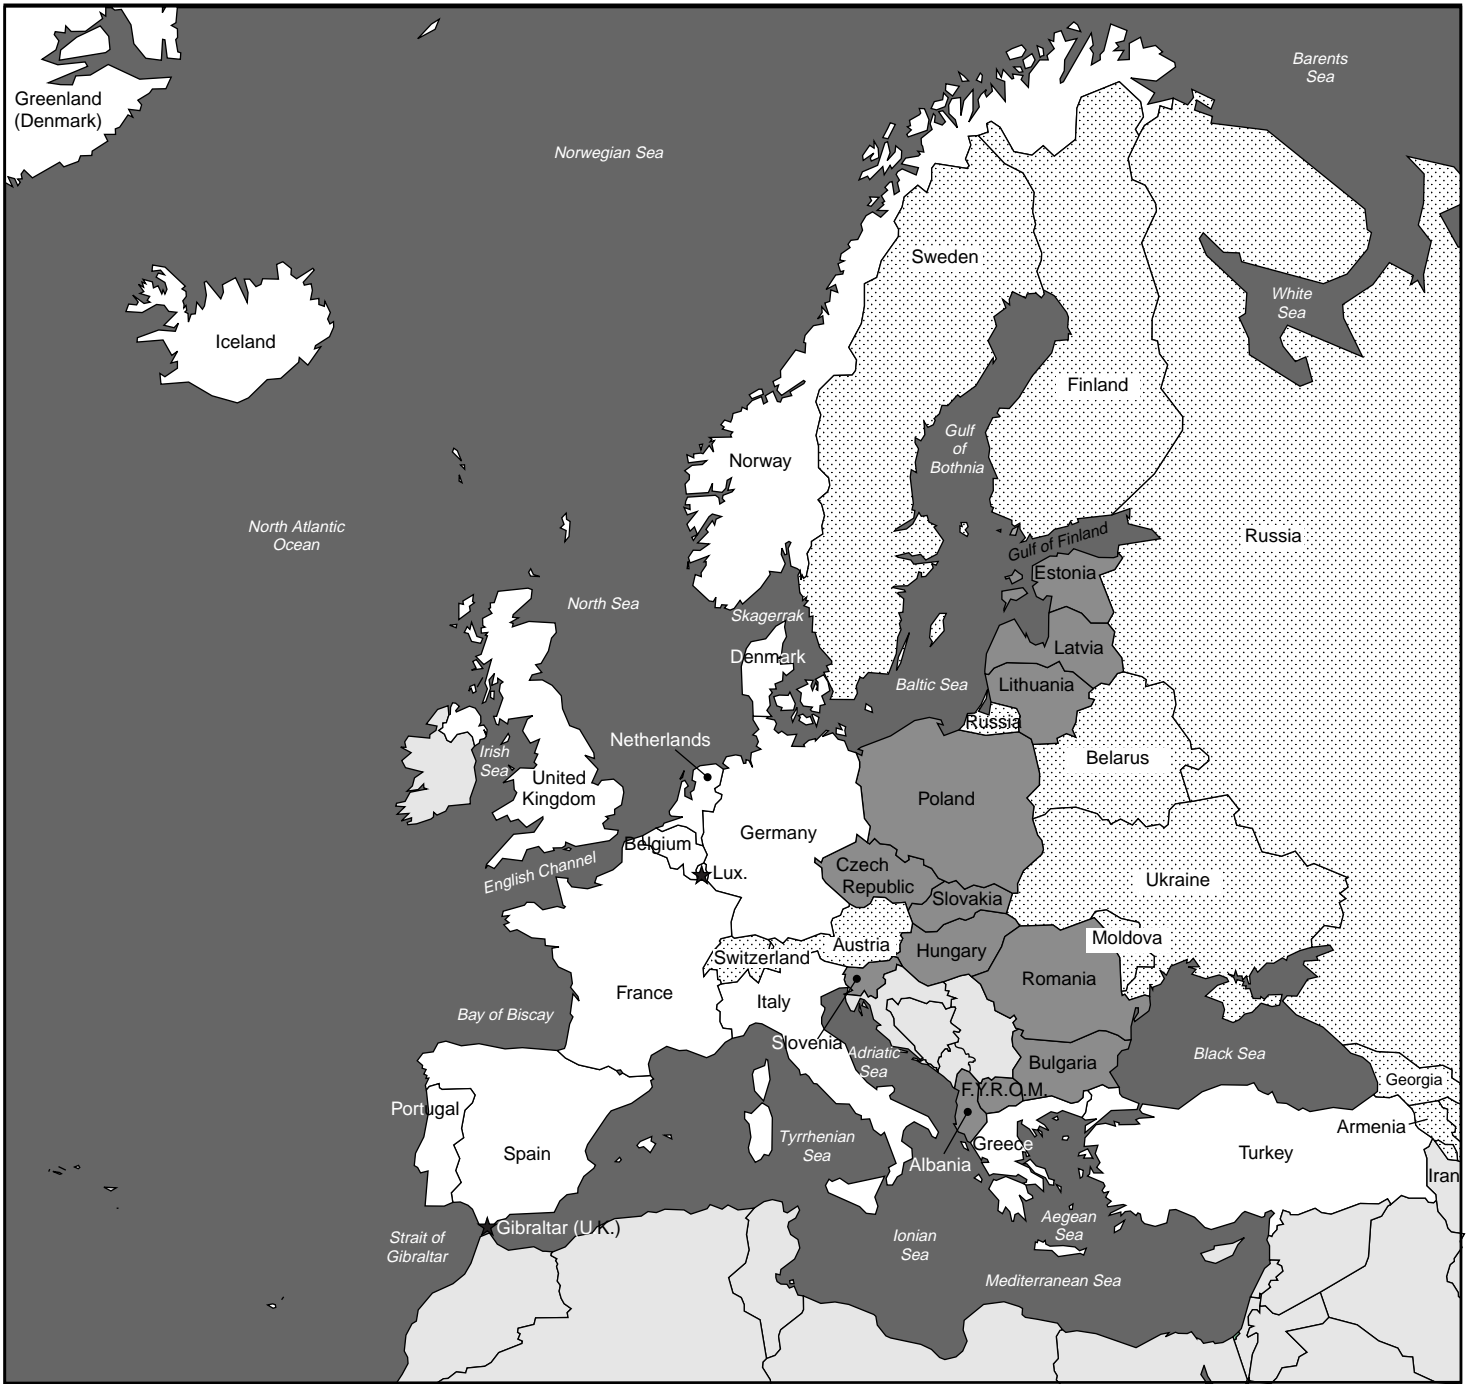 Barents
Sea
Greenland
(Denmark)
Norwegian Sea
Sweden
White
Sea
Iceland
Finland
Gulf
of
Bothnia
Norway
North Atlantic
Ocean
Russia
Gulf of Finland
Estonia
North Sea
Skagerrak
Latvia
Denmark
Baltic Sea
Lithuania
Russia
Netherlands
Irish
Sea
Belarus
United
Kingdom
Poland
Germany
Belgium
English Channel
Lux.
Czech
Republic
Ukraine
Slovakia
Austria
Moldova
Hungary
Switzerland
Romania
France
Italy
Bay of Biscay
Slovenia
Adriatic
Sea
Black Sea
Bulgaria
Georgia
F.Y.R.O.M.
Portugal
Armenia
Tyrrhenian
Sea
Greece
Spain
Turkey
Albania
Iran
Gibraltar (U.K.)
Strait of
Gibraltar
Aegean
Sea
Ionian
Sea
Mediterranean Sea